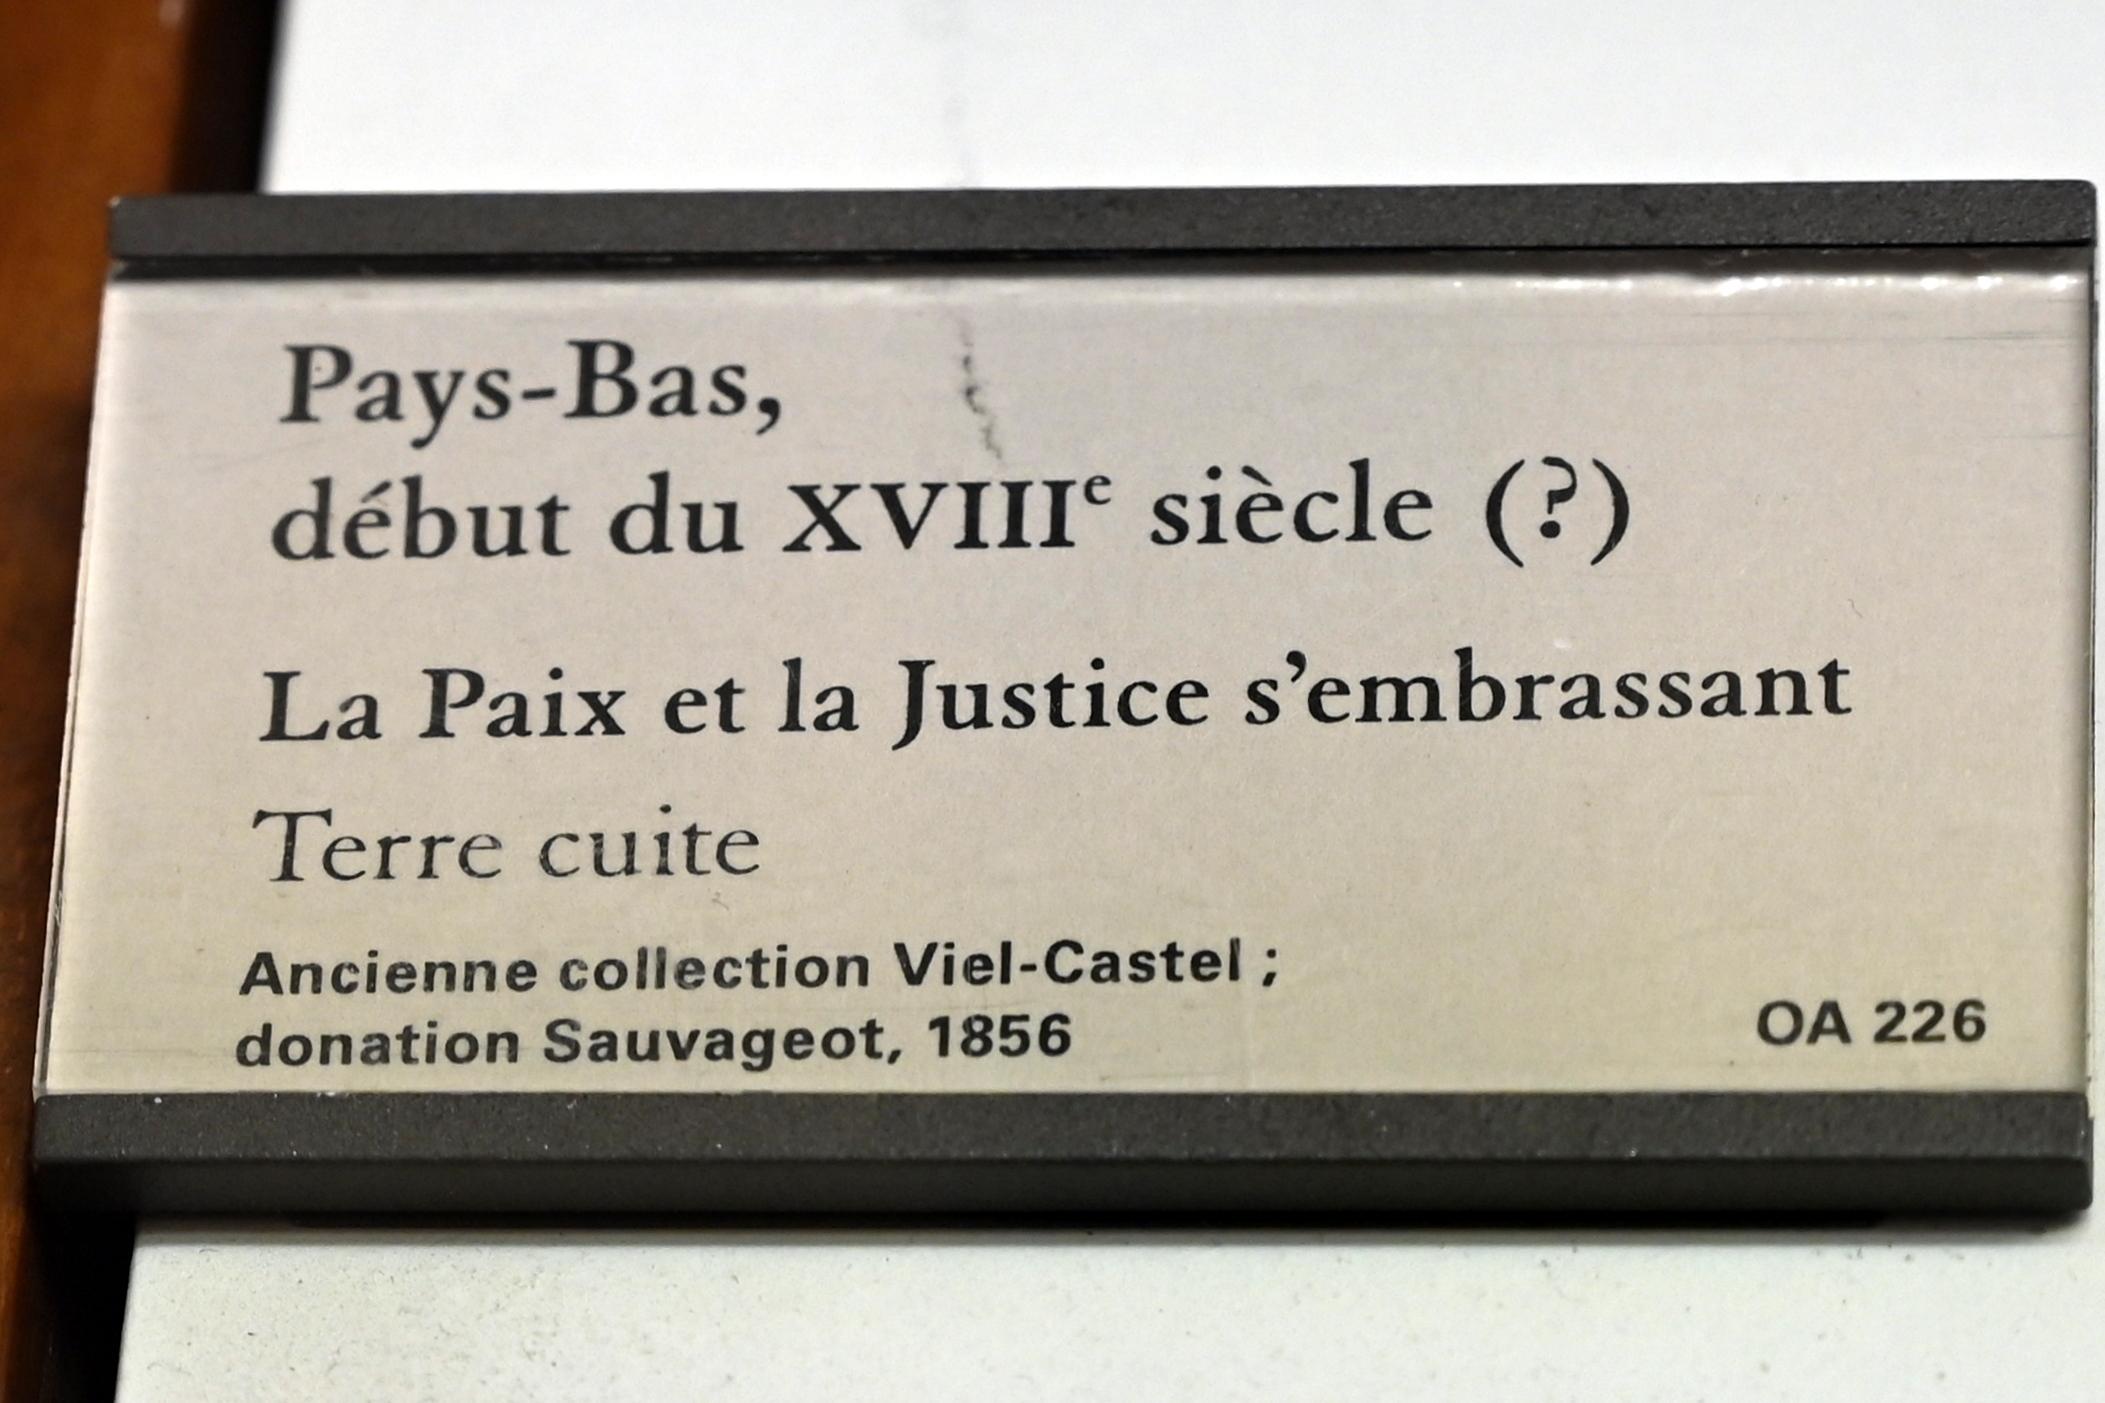 Pays-Bas,
début du XVIIIe siècle (?)
La Paix et la Justice s’embrassant
Terre cuite
Ancienne collection Viel-Castel ;
donation Sauvageot, 1856
OA 226